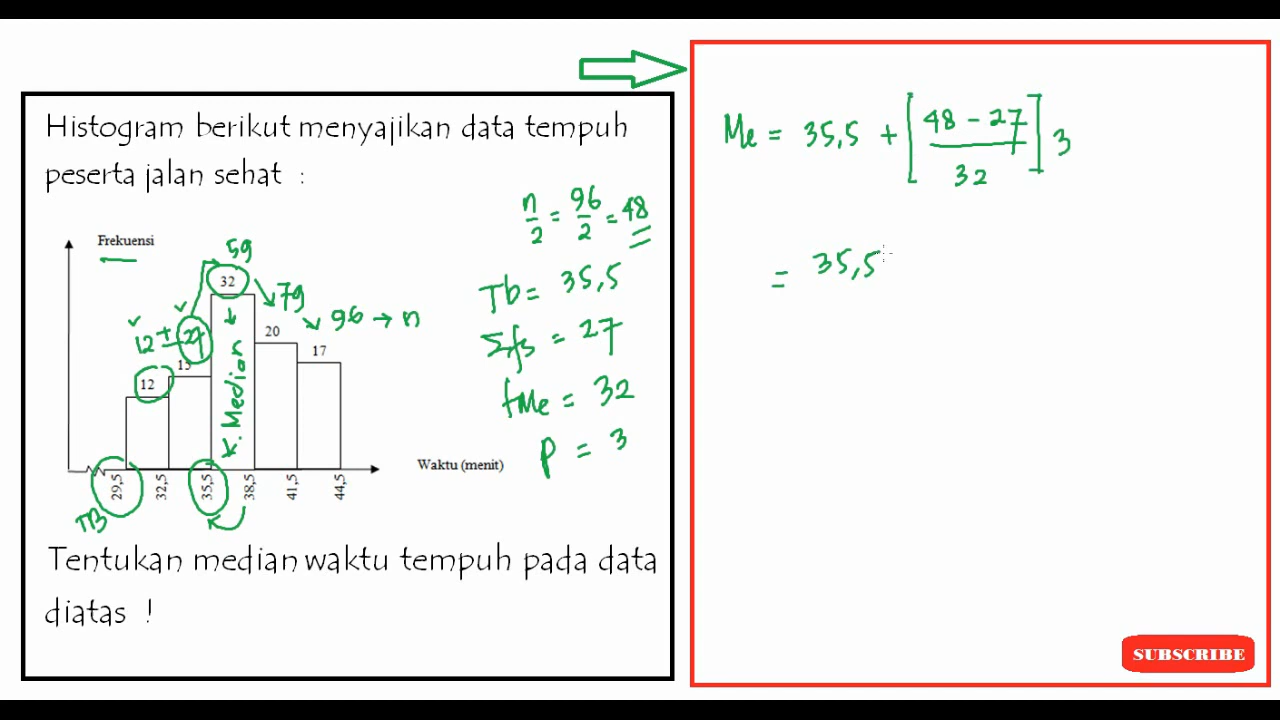 Histogram berikut menyajikan data tempuh
peserta jalan sehat :
n/2 = 96/2 = 48
Frekuensi
59
32
79
96 → n
12 + 27
20
17
15
12
Median
Tb = 35,5
Σfs = 27
fMe = 32
P = 3
Waktu (menit)
29,5
32,5
35,5
38,5
41,5
44,5
TB
Tentukan median waktu tempuh pada data
diatas !
Me = 35,5 + [48 - 27 / 32] 3
= 35,5
SUBSCRIBE